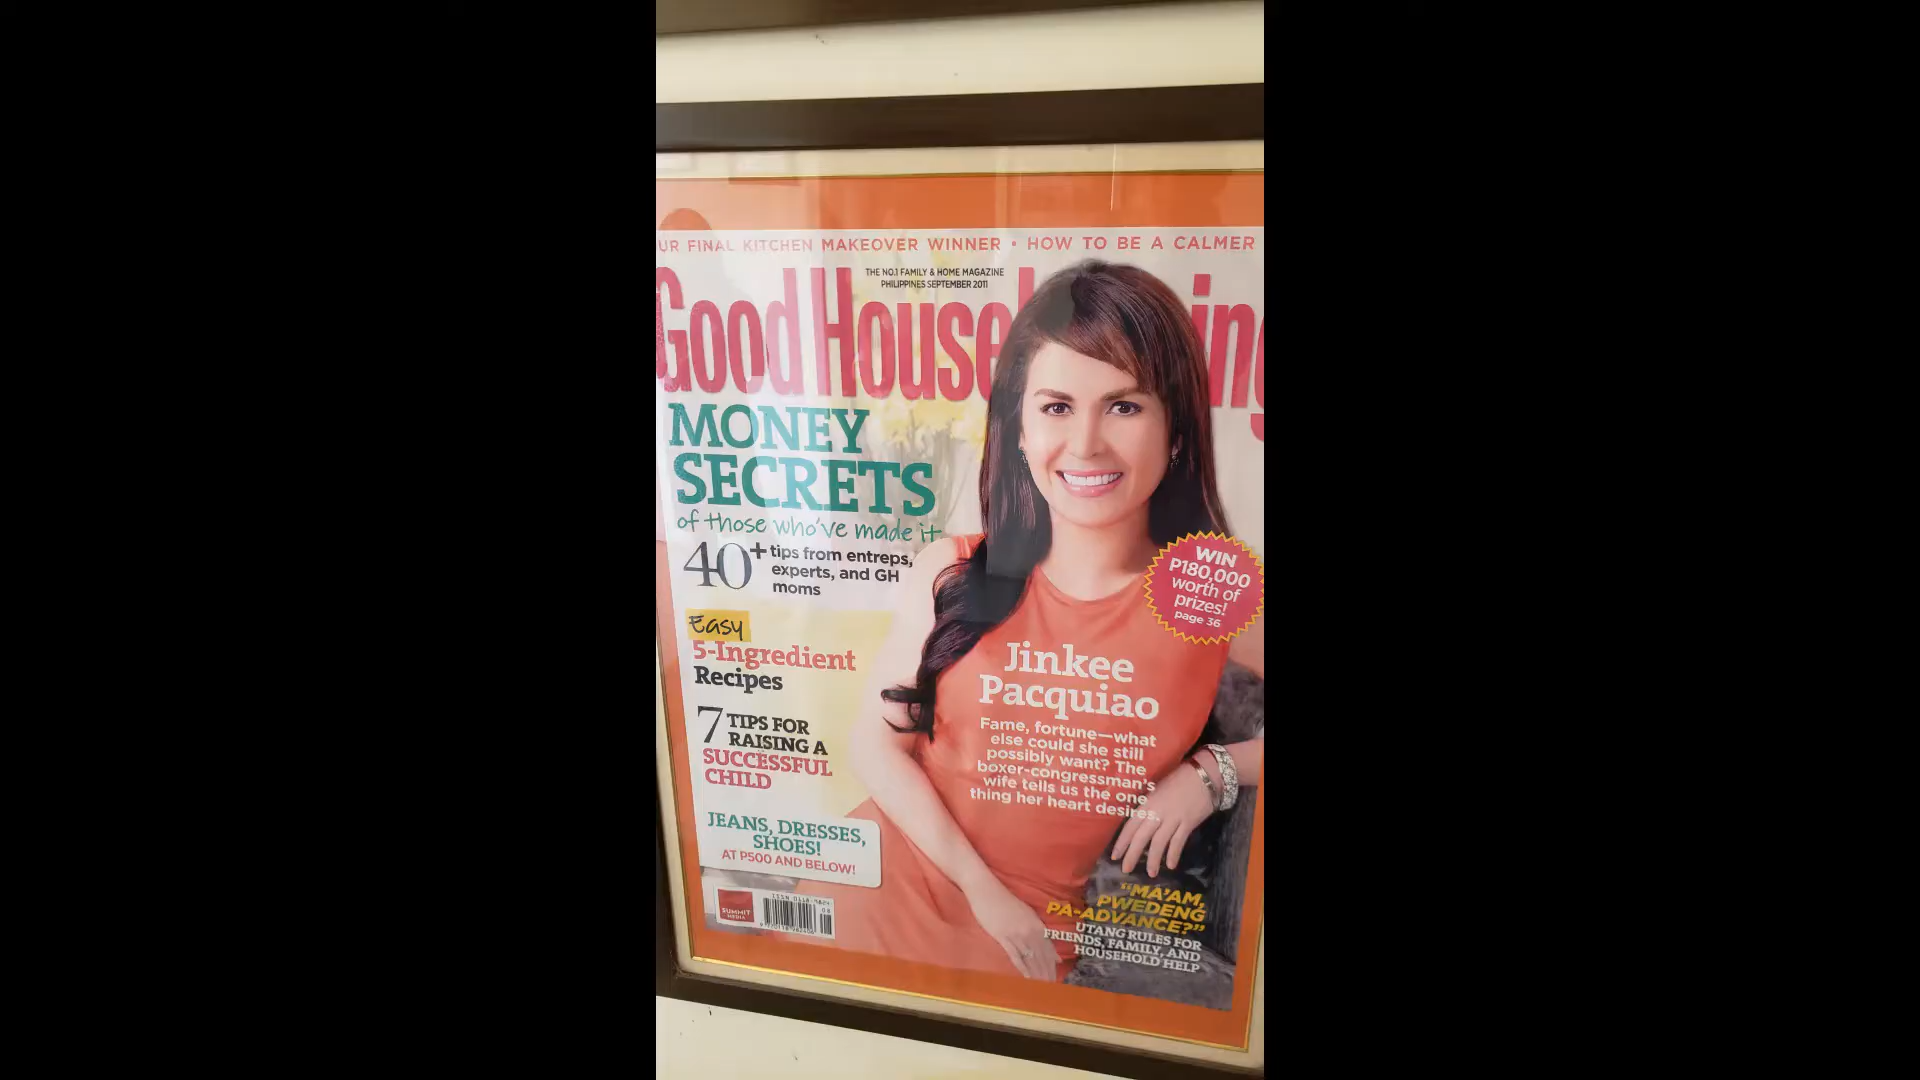 UR FINAL KITCHEN MAKEOVER WINNER • HOW TO BE A CALMER
THE NO.1 FAMILY & HOME MAGAZINE
PHILIPPINES SEPTEMBER 2011
Good House ing
MONEY
SECRETS
of those who've made it
40+ tips from entreps,
experts, and GH
moms
Easy
5-Ingredient
Recipes
7 TIPS FOR
RAISING A
SUCCESSFUL
CHILD
JEANS, DRESSES,
SHOES!
AT P500 AND BELOW!
SUMMIT
MEDIA
WIN
P180,000
worth of
prizes!
page 36
Jinkee
Pacquiao
Fame, fortune—what
else could she still
possibly want? The
boxer-congressman's
wife tells us the one
thing her heart desires.
"MA'AM,
PWEDENG
PA-ADVANCE?"
UTANG RULES FOR
FRIENDS, FAMILY, AND
HOUSEHOLD HELP